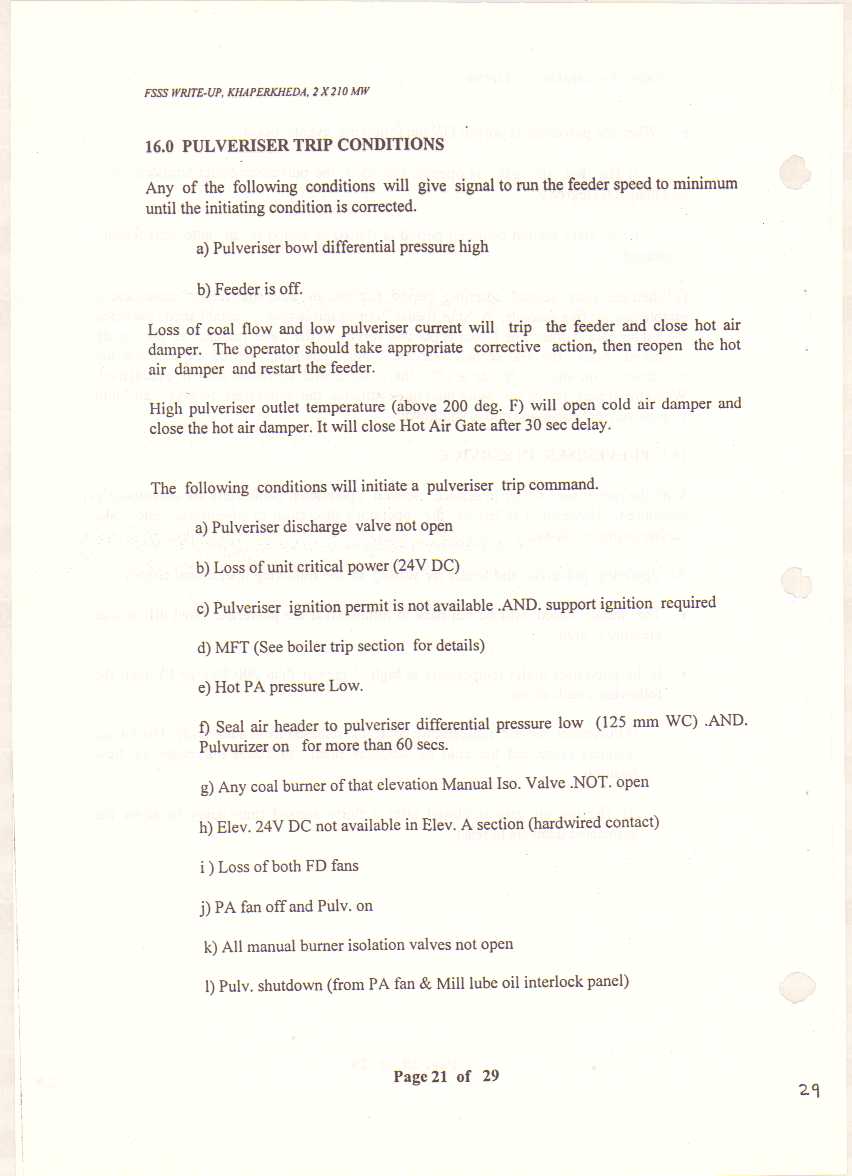 FSSS WRITE-UP, KHAPERKHEDA, 2 X 210 MW
16.0 PULVERISER TRIP CONDITIONS
Any of the following conditions will give signal to run the feeder speed to minimum
until the initiating condition is corrected.
a) Pulveriser bowl differential pressure high
b) Feeder is off.
Loss of coal flow and low pulveriser current will trip the feeder and close hot air
damper. The operator should take appropriate corrective action, then reopen the hot
air damper and restart the feeder.
High pulveriser outlet temperature (above 200 deg. F) will open cold air damper and
close the hot air damper. It will close Hot Air Gate after 30 sec delay.
The following conditions will initiate a pulveriser trip command.
a) Pulveriser discharge valve not open
b) Loss of unit critical power (24V DC)
c) Pulveriser ignition permit is not available .AND. support ignition required
d) MFT (See boiler trip section for details)
e) Hot PA pressure Low.
f) Seal air header to pulveriser differential pressure low (125 mm WC) .AND.
Pulvurizer on for more than 60 secs.
g) Any coal burner of that elevation Manual Iso. Valve .NOT. open
h) Elev. 24V DC not available in Elev. A section (hardwired contact)
i ) Loss of both FD fans
j) PA fan off and Pulv. on
k) All manual burner isolation valves not open
l) Pulv. shutdown (from PA fan & Mill lube oil interlock panel)
Page 21 of 29
29